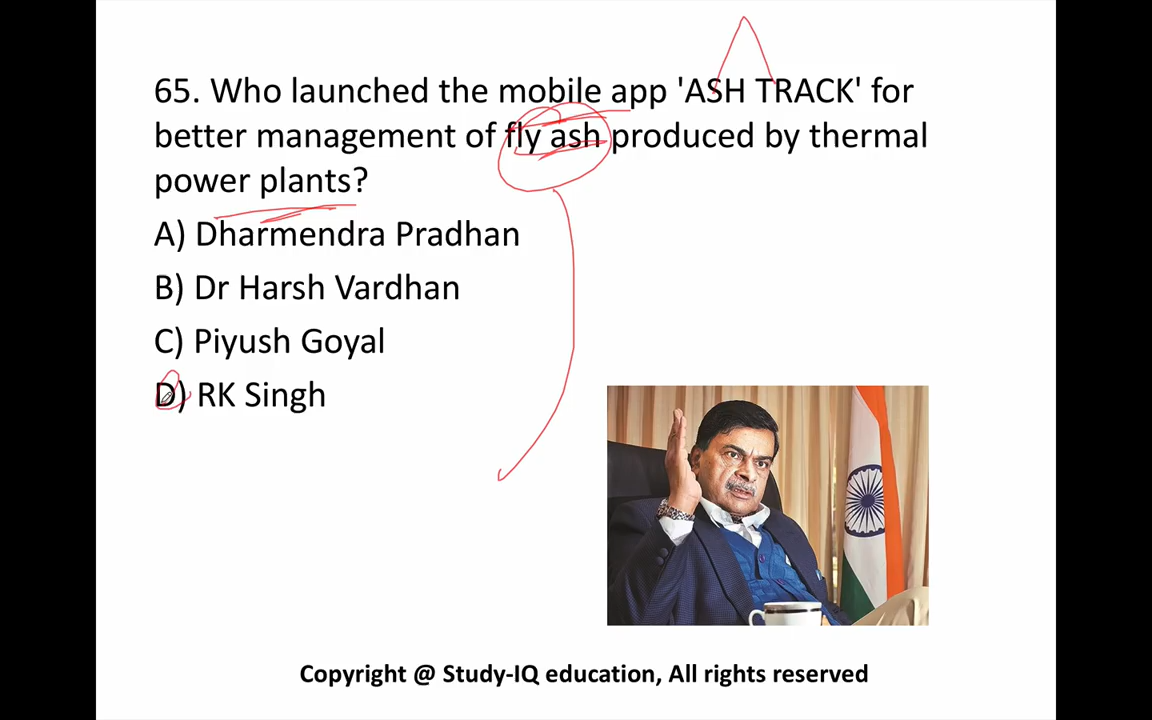 65. Who launched the mobile app 'ASH TRACK' for
better management of fly ash produced by thermal
power plants?
A) Dharmendra Pradhan
B) Dr Harsh Vardhan
C) Piyush Goyal
D) RK Singh
Copyright @ Study-IQ education, All rights reserved